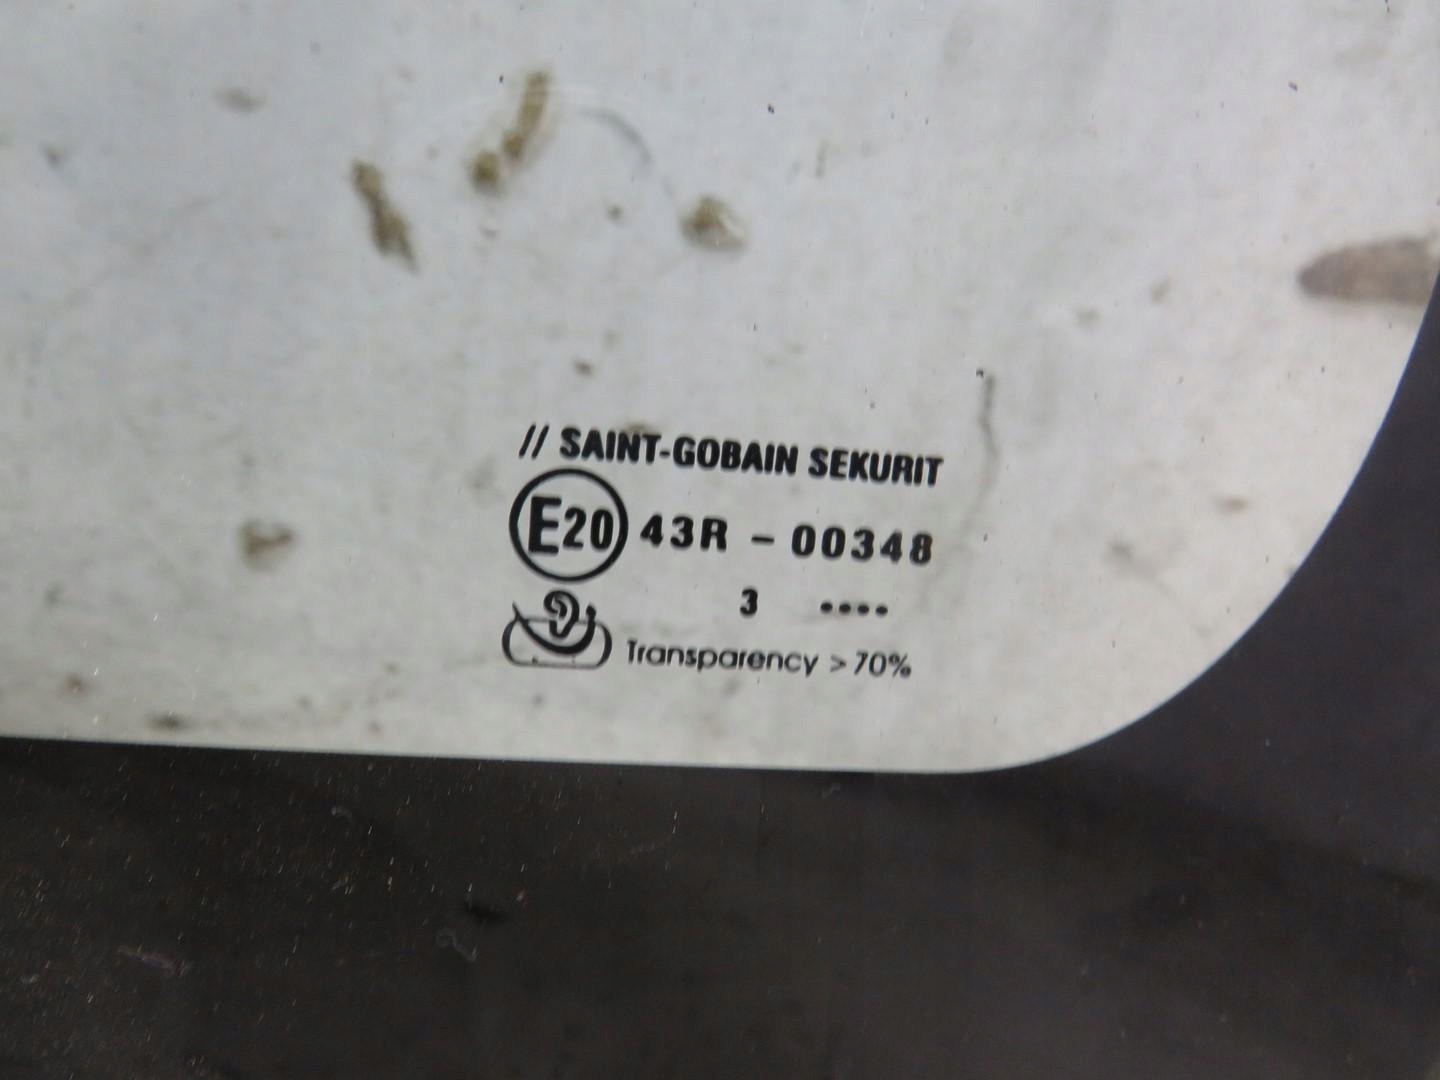 // SAINT-GOBAIN SEKURIT
E20 43R - 00348
3 ••••
Transparency > 70%